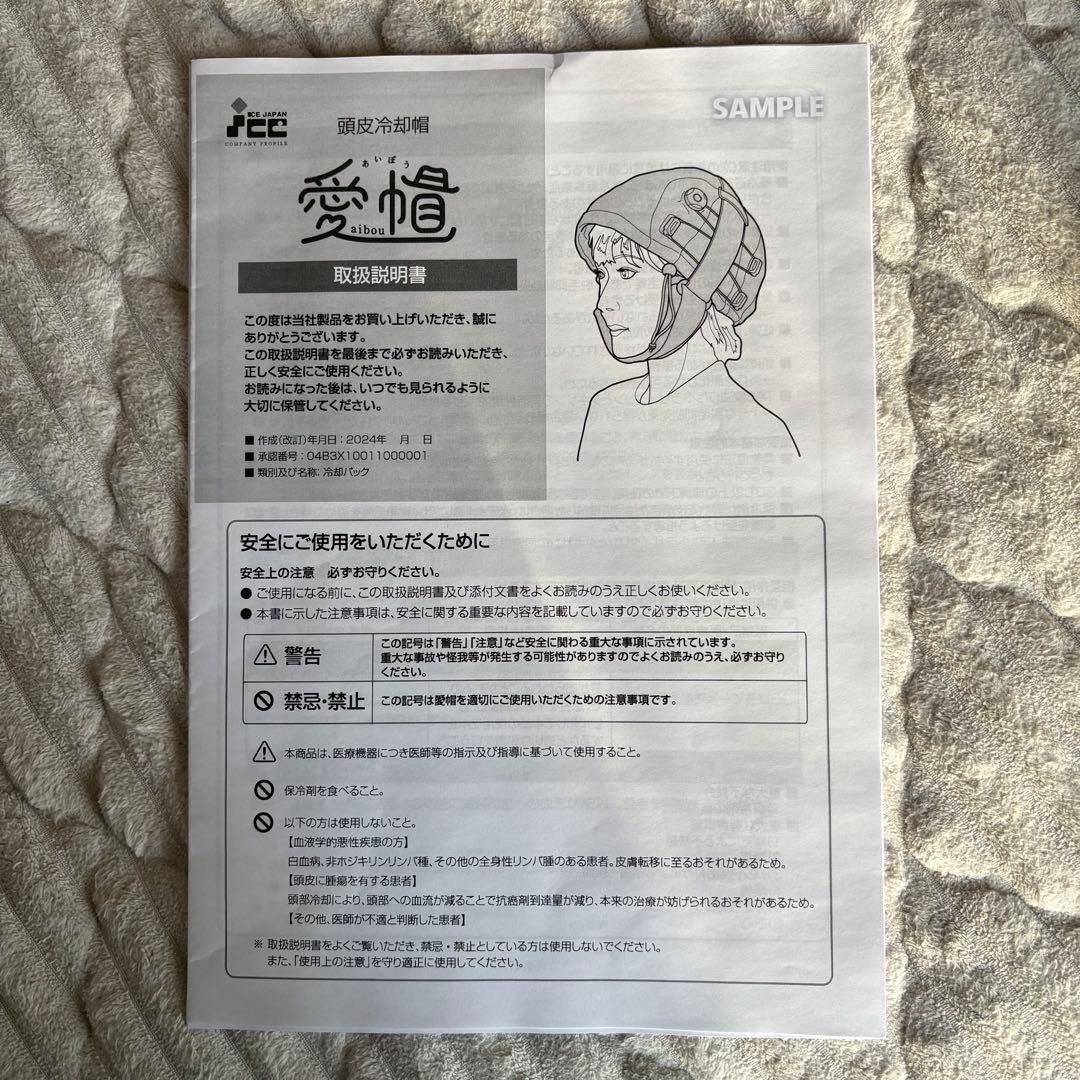 ICE JAPAN
icc
COMPANY PROFILE
頭皮冷却帽
SAMPLE
あいぼう
愛帽
aibou
取扱説明書
この度は当社製品をお買い上げいただき、誠に
ありがとうございます。
この取扱説明書を最後まで必ずお読みいただき、
正しく安全にご使用ください。
お読みになった後は、いつでも見られるように
大切に保管してください。
■ 作成(改訂)年月日：2024年　月　日
■ 承認番号：04B3X10011000001
■ 類別及び名称：冷却パック
安全にご使用をいただくために
安全上の注意　必ずお守りください。
● ご使用になる前に、この取扱説明書及び添付文書をよくお読みのうえ正しくお使いください。
● 本書に示した注意事項は、安全に関する重要な内容を記載していますので必ずお守りください。
警告
この記号は「警告」「注意」など安全に関わる重大な事項に示されています。
重大な事故や怪我等が発生する可能性がありますのでよくお読みのうえ、必ずお守り
ください。
禁忌・禁止
この記号は愛帽を適切にご使用いただくための注意事項です。
本商品は、医療機器につき医師等の指示及び指導に基づいて使用すること。
保冷剤を食べること。
以下の方は使用しないこと。
【血液学的悪性疾患の方】
白血病、非ホジキリンリンパ種、その他の全身性リンパ腫のある患者。皮膚転移に至るおそれがあるため。
【頭皮に腫瘍を有する患者】
頭部冷却により、頭部への血流が減ることで抗癌剤到達量が減り、本来の治療が妨げられるおそれがあるため。
【その他、医師が不適と判断した患者】
※ 取扱説明書をよくご覧いただき、禁忌・禁止としている方は使用しないでください。
また、「使用上の注意」を守り適正に使用してください。